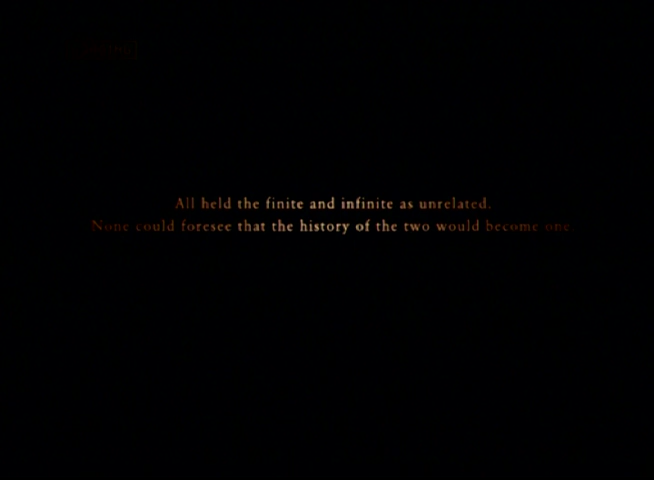 All held the finite and infinite as unrelated.
None could foresee that the history of the two would become one.